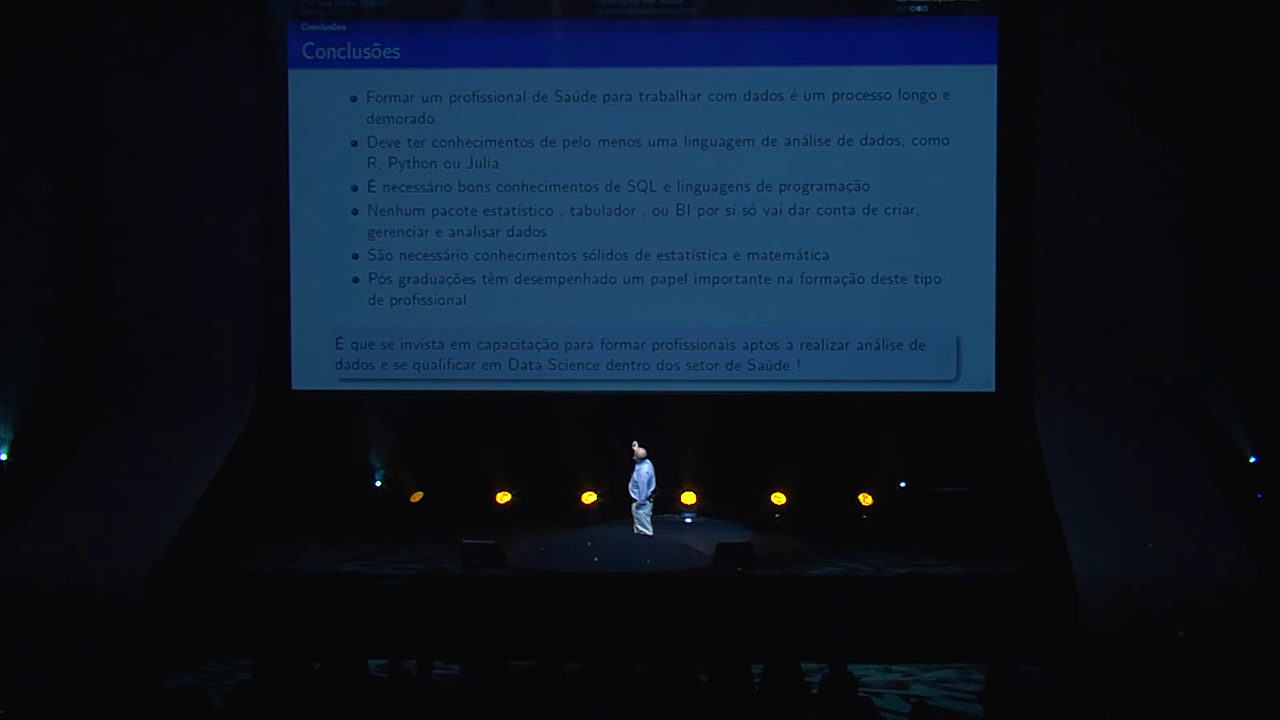 Conclusões
Conclusões
Formar um profissional de Saúde para trabalhar com dados é um processo longo e
demorado
Deve ter conhecimentos de pelo menos uma linguagem de análise de dados, como
R, Python ou Julia
É necessário bons conhecimentos de SQL e linguagens de programação
Nenhum pacote estatístico , tabulador , ou BI por si só vai dar conta de criar,
gerenciar e analisar dados
São necessário conhecimentos sólidos de estatística e matemática
Pós graduações têm desempenhado um papel importante na formação deste tipo
de profissional
É que se invista em capacitação para formar profissionais aptos a realizar análise de
dados e se qualificar em Data Science dentro dos setor de Saúde !